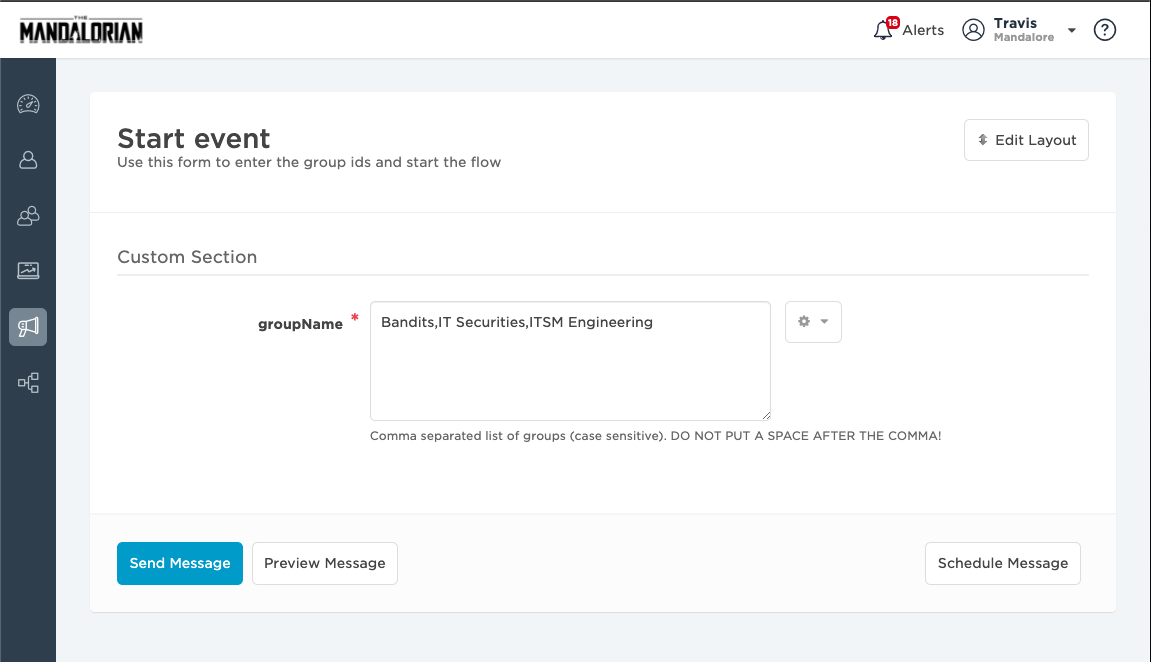 THE
MANDALORIAN
18
Alerts
Travis
Mandalore
?
Start event
Use this form to enter the group ids and start the flow
Edit Layout
Custom Section
groupName *
Bandits,IT Securities,ITSM Engineering
Comma separated list of groups (case sensitive). DO NOT PUT A SPACE AFTER THE COMMA!
Send Message
Preview Message
Schedule Message